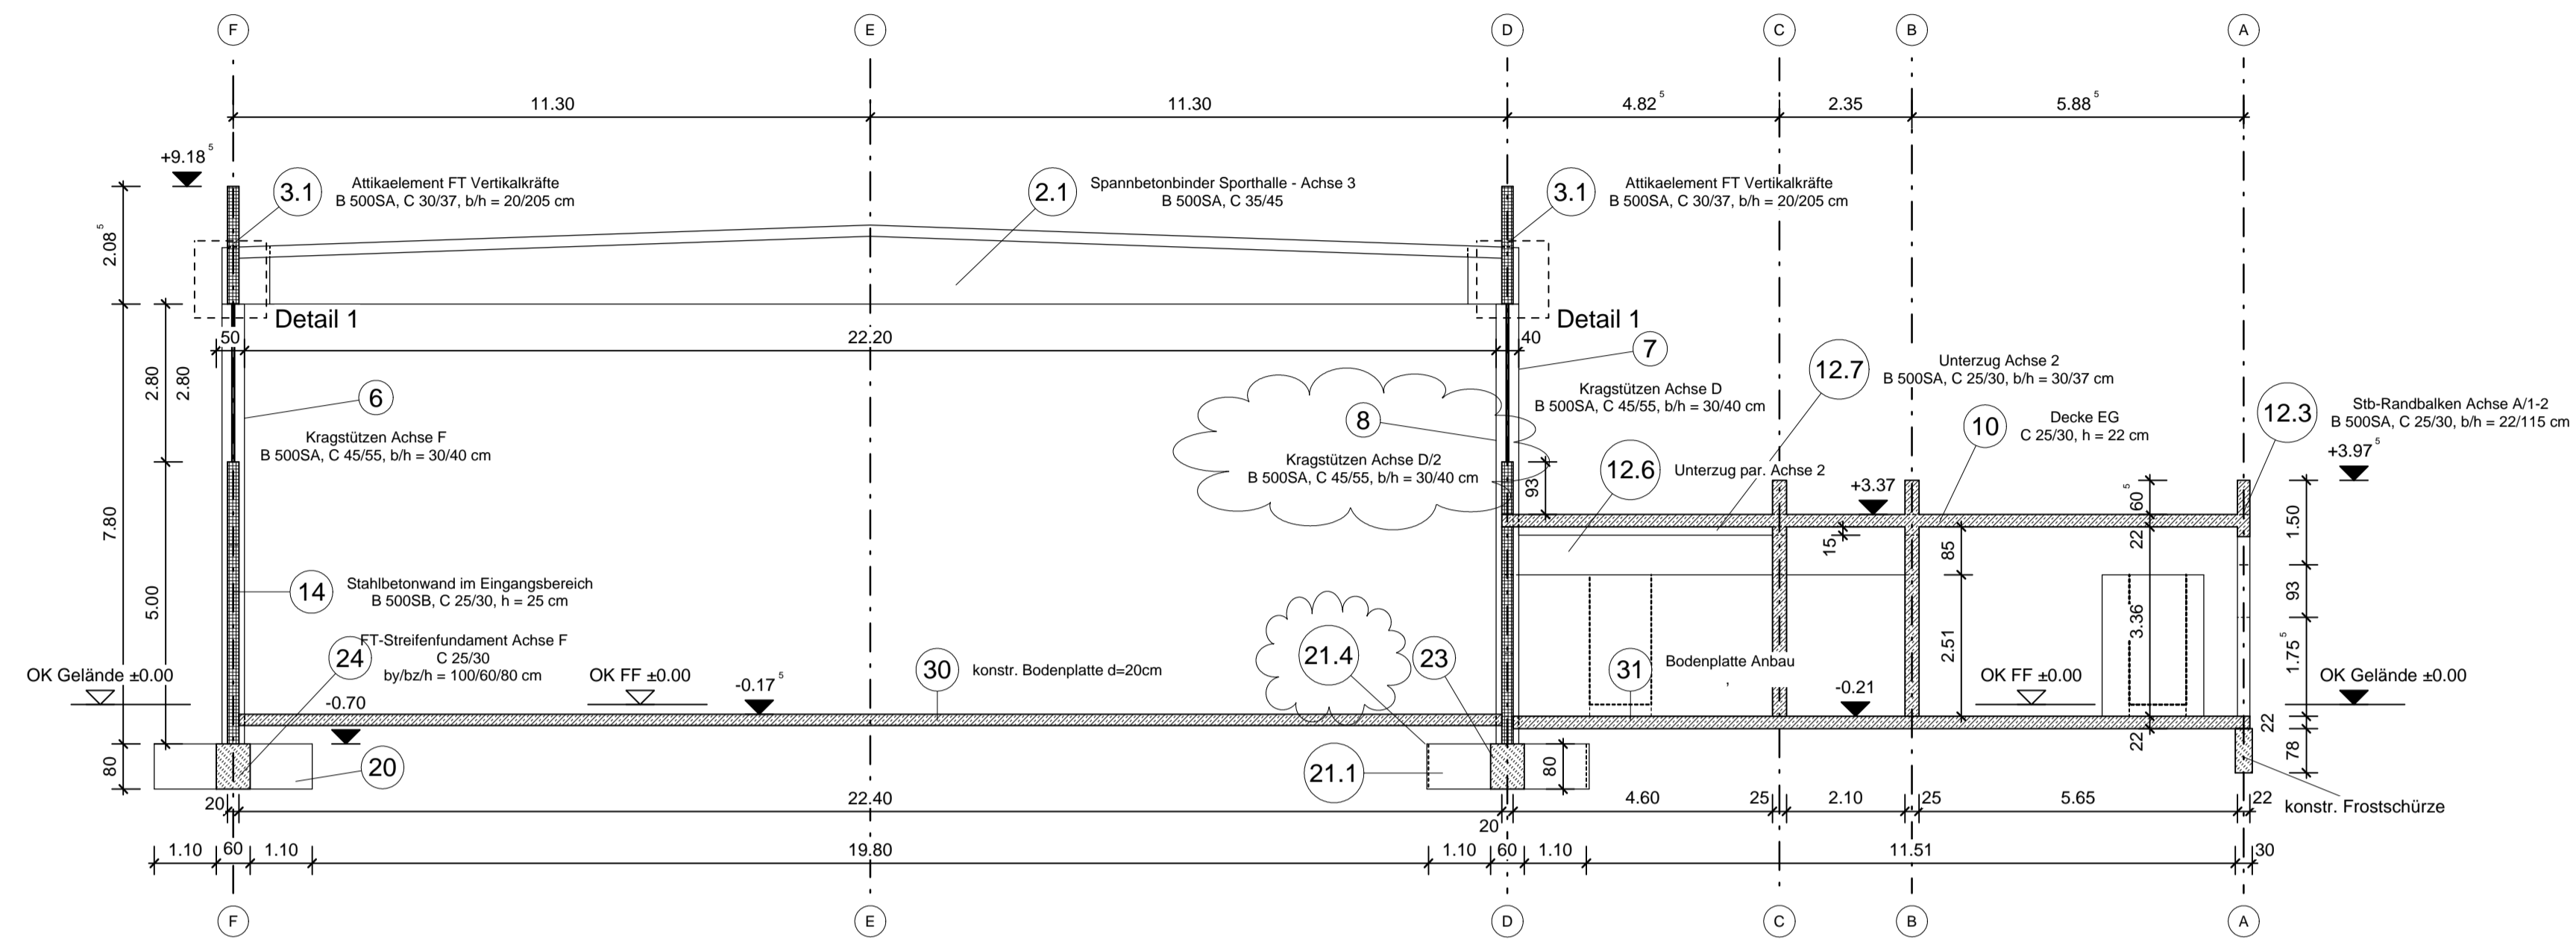 F
E
D
C
B
A
11.30
11.30
4.82⁵
2.35
5.88⁵
+9.18⁵
3.1
Attikaelement FT Vertikalkräfte
B 500SA, C 30/37, b/h = 20/205 cm
2.1
Spannbetonbinder Sporthalle - Achse 3
B 500SA, C 35/45
3.1
Attikaelement FT Vertikalkräfte
B 500SA, C 30/37, b/h = 20/205 cm
2.08⁵
Detail 1
Detail 1
50
22.20
40
7
6
Kragstützen Achse F
B 500SA, C 45/55, b/h = 30/40 cm
2.80
2.80
8
Kragstützen Achse D/2
B 500SA, C 45/55, b/h = 30/40 cm
Kragstützen Achse D
B 500SA, C 45/55, b/h = 30/40 cm
12.7
Unterzug Achse 2
B 500SA, C 25/30, b/h = 30/37 cm
10
Decke EG
C 25/30, h = 22 cm
12.3
Stb-Randbalken Achse A/1-2
B 500SA, C 25/30, b/h = 22/115 cm
+3.97⁵
12.6
Unterzug par. Achse 2
93
+3.37
60⁵
1.50
7.80
15
85
22
5.00
14
Stahlbetonwand im Eingangsbereich
B 500SB, C 25/30, h = 25 cm
93
3.36
2.51
1.75⁵
24
FT-Streifenfundament Achse F
C 25/30
by/bz/h = 100/60/80 cm
OK Gelände ±0.00
-0.70
OK FF ±0.00
-0.17⁵
30
konstr. Bodenplatte d=20cm
21.4
23
31
Bodenplatte Anbau
,
-0.21
OK FF ±0.00
OK Gelände ±0.00
22
22
78
80
20
21.1
80
20
22.40
20
4.60
25
2.10
25
5.65
22
konstr. Frostschürze
1.10
60
1.10
19.80
1.10
60
1.10
11.51
30
F
E
D
C
B
A